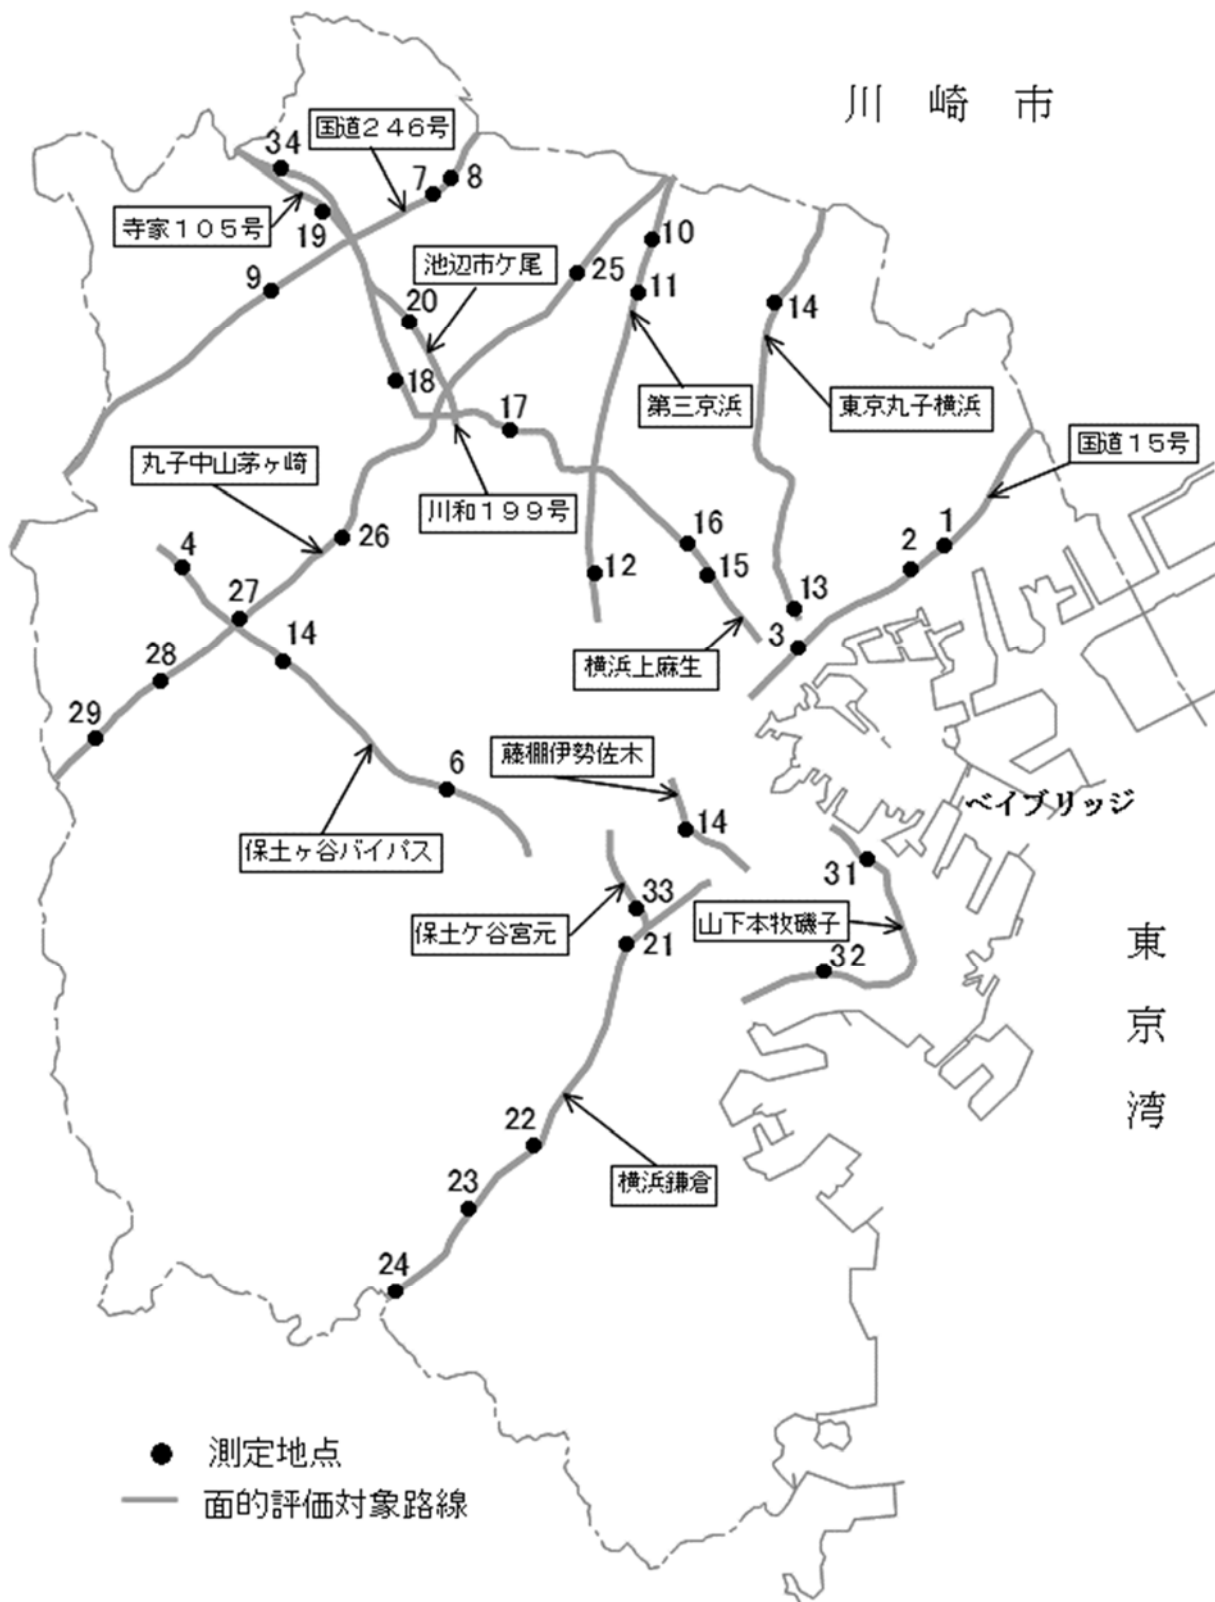 川崎市
国道246号
34
7
8
寺家105号
19
10
池辺市ケ尾
25
9
11
20
14
18
第三京浜
東京丸子横浜
17
国道15号
丸子中山茅ヶ崎
川和199号
26
16
1
4
2
12
15
27
13
14
3
28
横浜上麻生
29
藤棚伊勢佐木
6
ベイブリッジ
14
保土ヶ谷バイパス
31
33
保土ケ谷宮元
山下本牧磯子
21
32
東京湾
22
横浜鎌倉
23
24
測定地点
面的評価対象路線